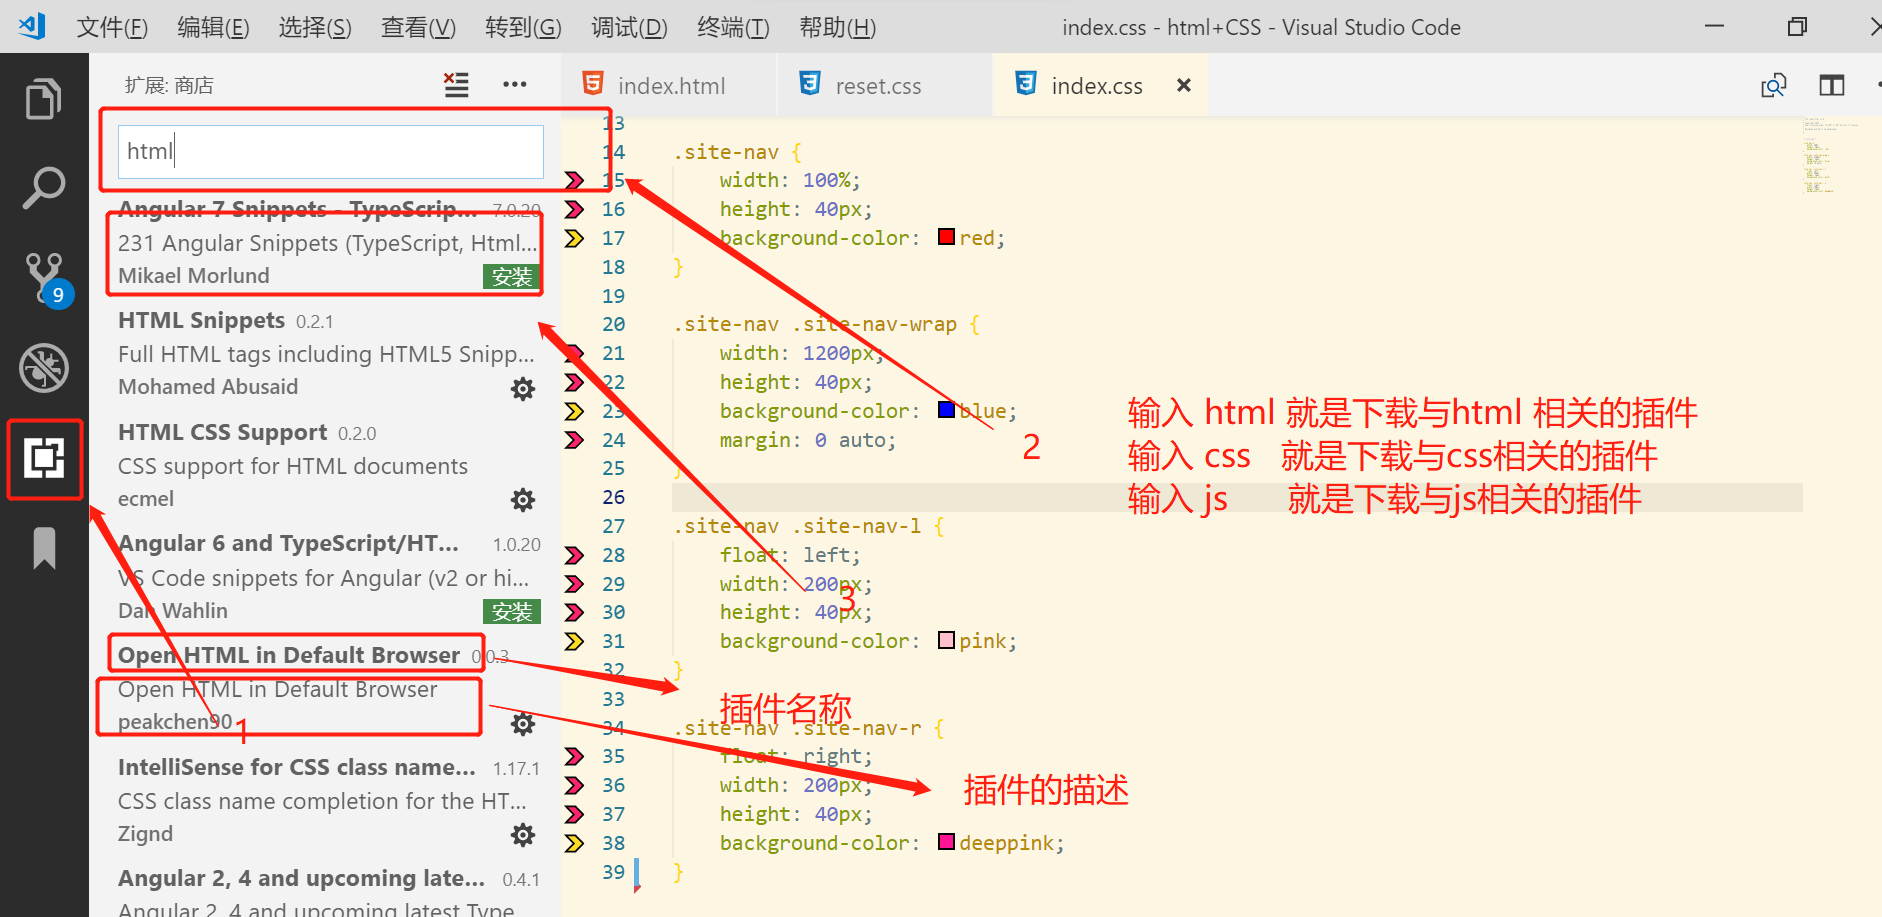 文件(F) 编辑(E) 选择(S) 查看(V) 转到(G) 调试(D) 终端(T) 帮助(H) index.css - html+CSS - Visual Studio Code
扩展: 商店
html
Angular 7 Snippets - TypeScrip... 7.0.20
231 Angular Snippets (TypeScript, Html...
Mikael Morlund 安装
HTML Snippets 0.2.1
Full HTML tags including HTML5 Snipp...
Mohamed Abusaid
HTML CSS Support 0.2.0
CSS support for HTML documents
ecmel
Angular 6 and TypeScript/HT... 1.0.20
VS Code snippets for Angular (v2 or hi...
Dan Wahlin 安装
Open HTML in Default Browser 0.0.3
Open HTML in Default Browser
peakchen90
IntelliSense for CSS class name... 1.17.1
CSS class name completion for the HT...
Zignd
Angular 2, 4 and upcoming late... 0.4.1
Angular 2, 4 and upcoming latest Type
9
1
index.html reset.css index.css
13
14 .site-nav {
15 width: 100%;
16 height: 40px;
17 background-color: red;
18 }
19
20 .site-nav .site-nav-wrap {
21 width: 1200px;
22 height: 40px;
23 background-color: blue;
24 margin: 0 auto;
25 }
26
27 .site-nav .site-nav-l {
28 float: left;
29 width: 200px;
30 height: 40px;
31 background-color: pink;
32 }
33
34 .site-nav .site-nav-r {
35 float: right;
36 width: 200px;
37 height: 40px;
38 background-color: deeppink;
39 }
2
3
输入 html 就是下载与html 相关的插件
输入 css 就是下载与css相关的插件
输入 js 就是下载与js相关的插件
插件名称
插件的描述